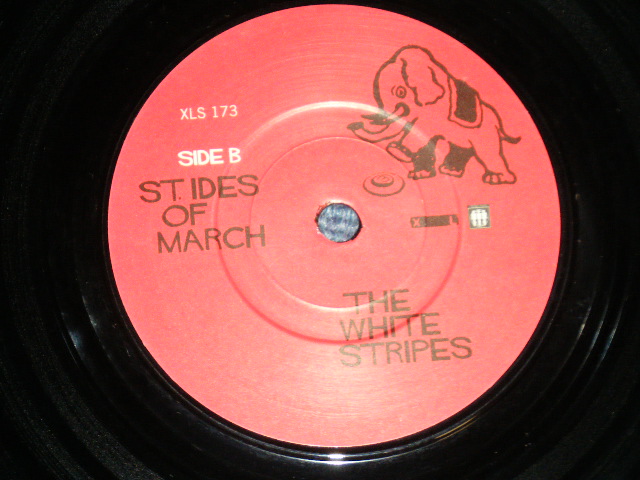 XLS 173
SIDE B
ST. IDES
OF
MARCH
X L
THE
WHITE
STRIPES